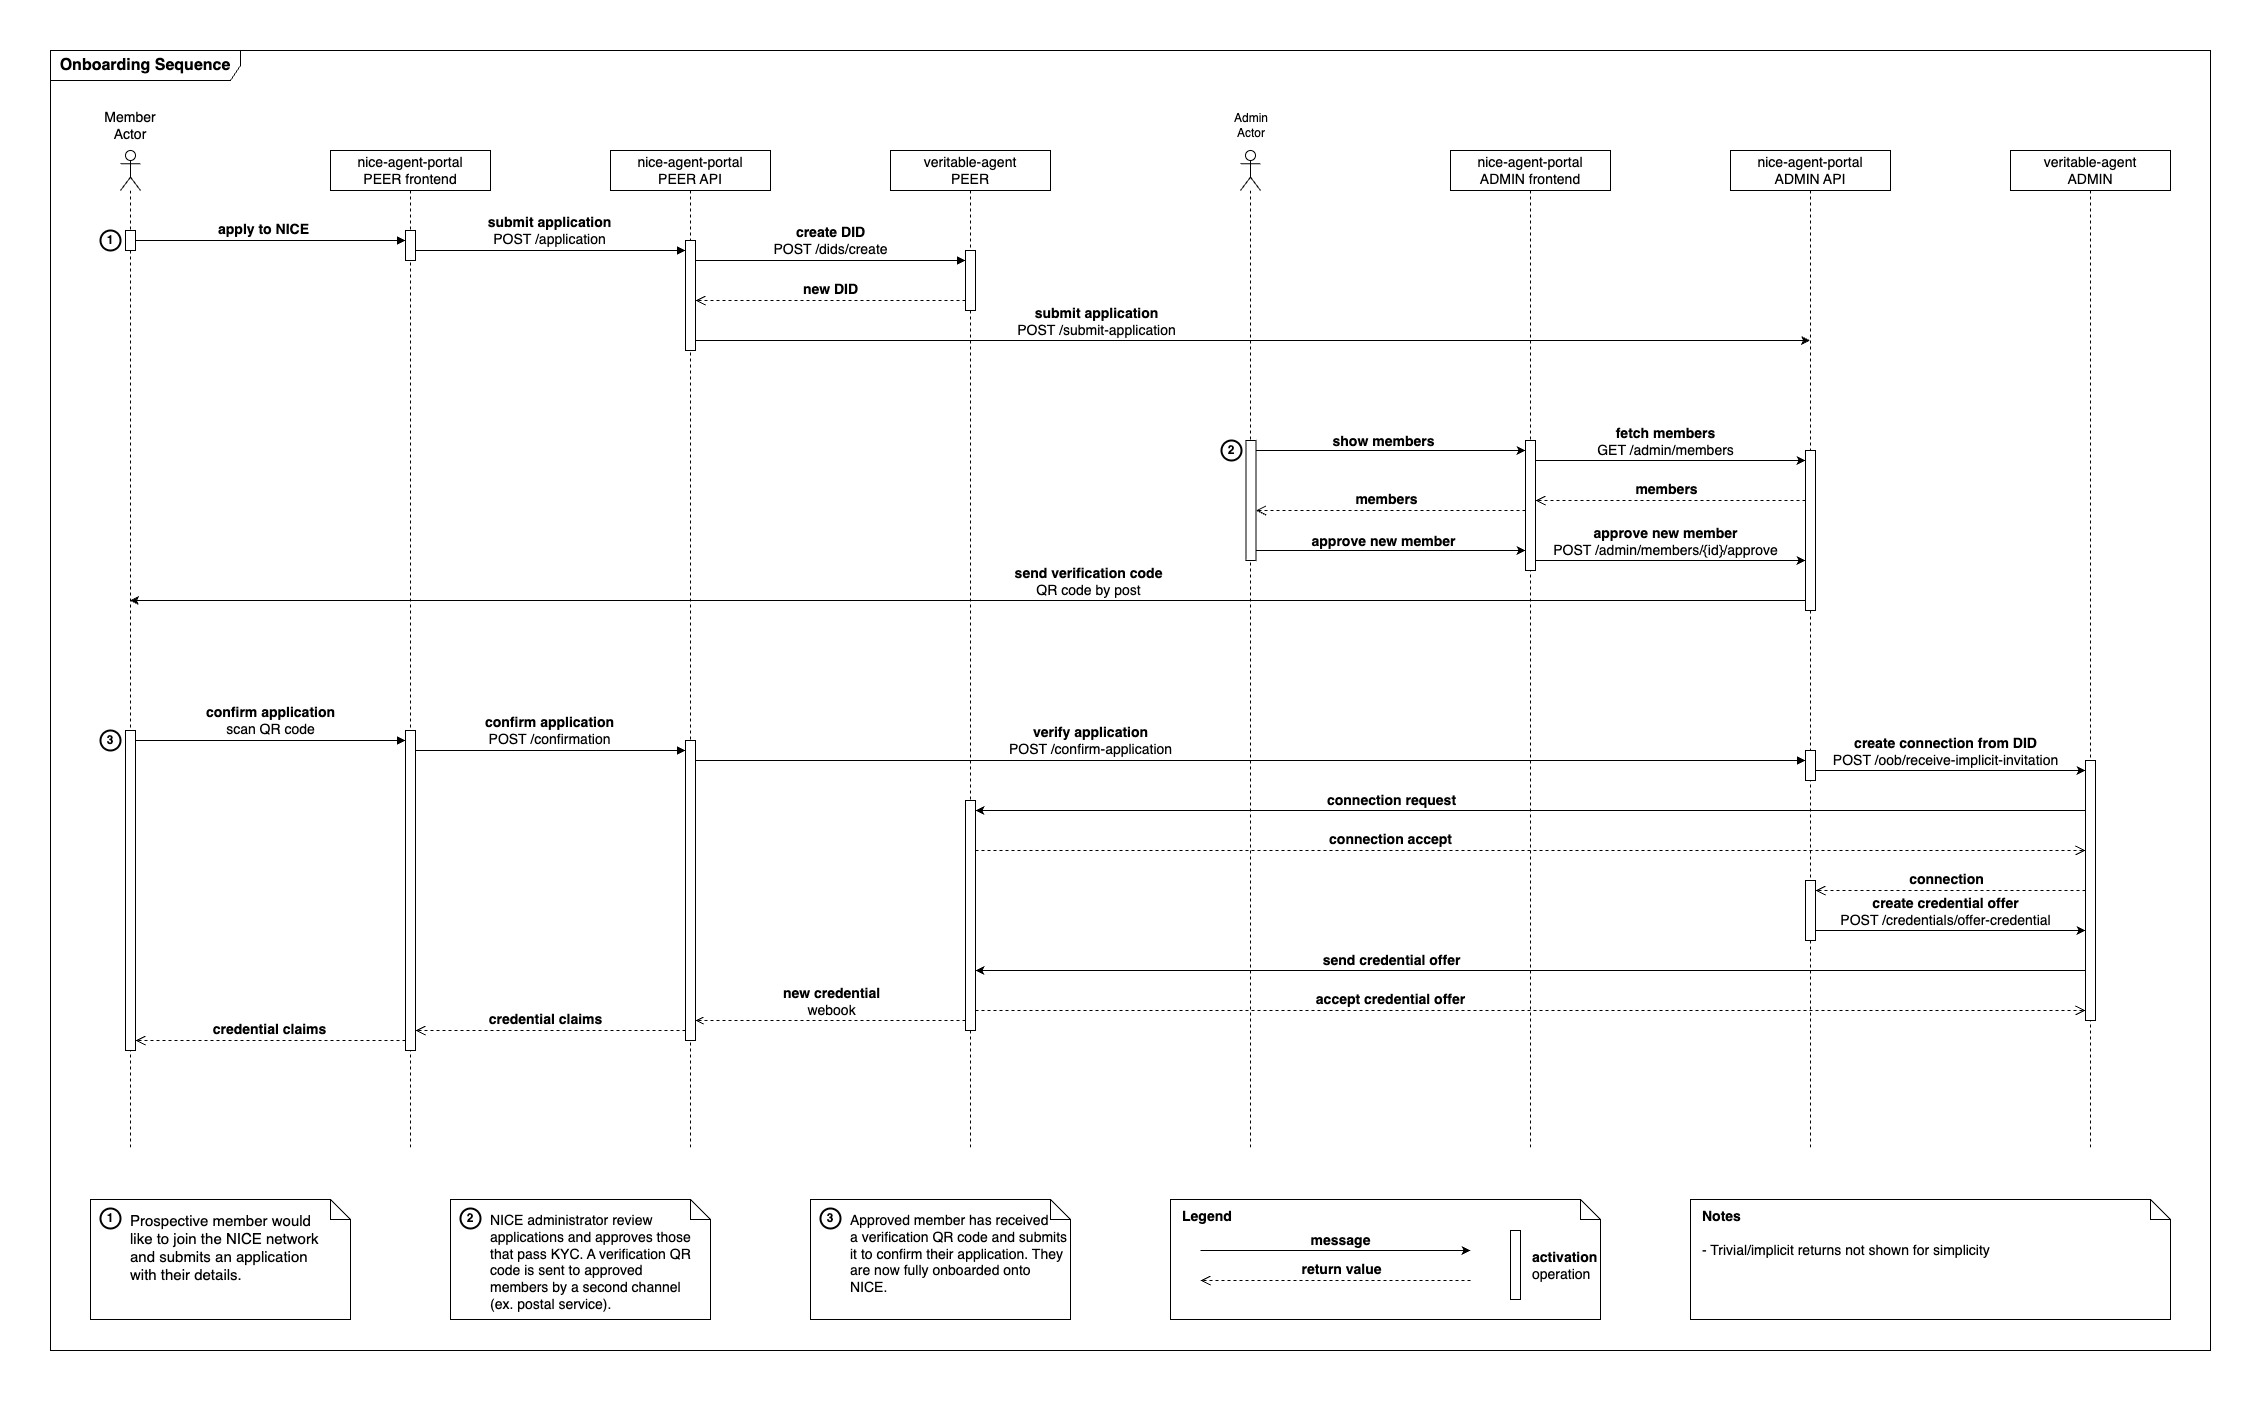 Onboarding Sequence
Member
Actor
nice-agent-portal
PEER frontend
nice-agent-portal
PEER API
veritable-agent
PEER
Admin
Actor
nice-agent-portal
ADMIN frontend
nice-agent-portal
ADMIN API
veritable-agent
ADMIN
1
apply to NICE
submit application
POST /application
create DID
POST /dids/create
new DID
submit application
POST /submit-application
2
show members
fetch members
GET /admin/members
members
members
approve new member
approve new member
POST /admin/members/{id}/approve
send verification code
QR code by post
3
confirm application
scan QR code
confirm application
POST /confirmation
verify application
POST /confirm-application
create connection from DID
POST /oob/receive-implicit-invitation
connection request
connection accept
connection
create credential offer
POST /credentials/offer-credential
send credential offer
accept credential offer
new credential
webook
credential claims
credential claims
1
Prospective member would
like to join the NICE network
and submits an application
with their details.
2
NICE administrator review
applications and approves those
that pass KYC. A verification QR
code is sent to approved
members by a second channel
(ex. postal service).
3
Approved member has received
a verification QR code and submits
it to confirm their application. They
are now fully onboarded onto
NICE.
Legend
message
return value
activation
operation
Notes
- Trivial/implicit returns not shown for simplicity